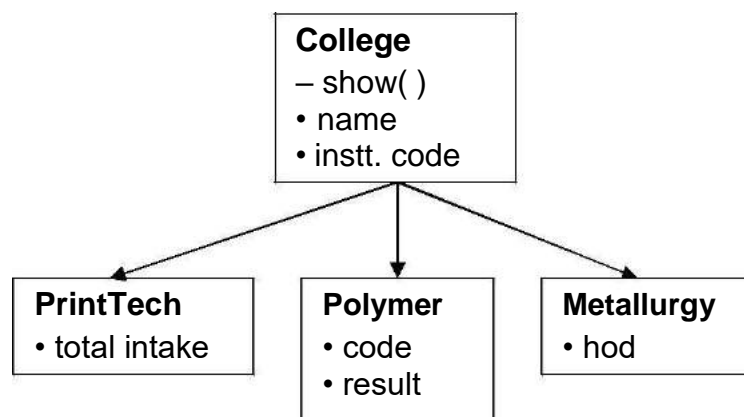 College
– show( )
• name
• instt. code
PrintTech
• total intake
Polymer
• code
• result
Metallurgy
• hod